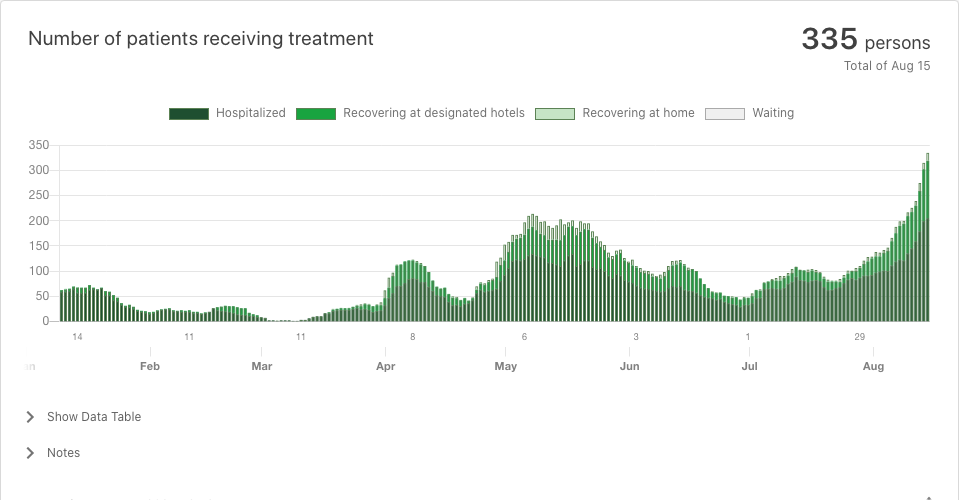 Number of patients receiving treatment
335 persons
Total of Aug 15
Hospitalized Recovering at designated hotels Recovering at home Waiting
350
300
250
200
150
100
50
0
14 11 11 8 6 3 1 29
Feb Mar Apr May Jun Jul Aug
Show Data Table
Notes